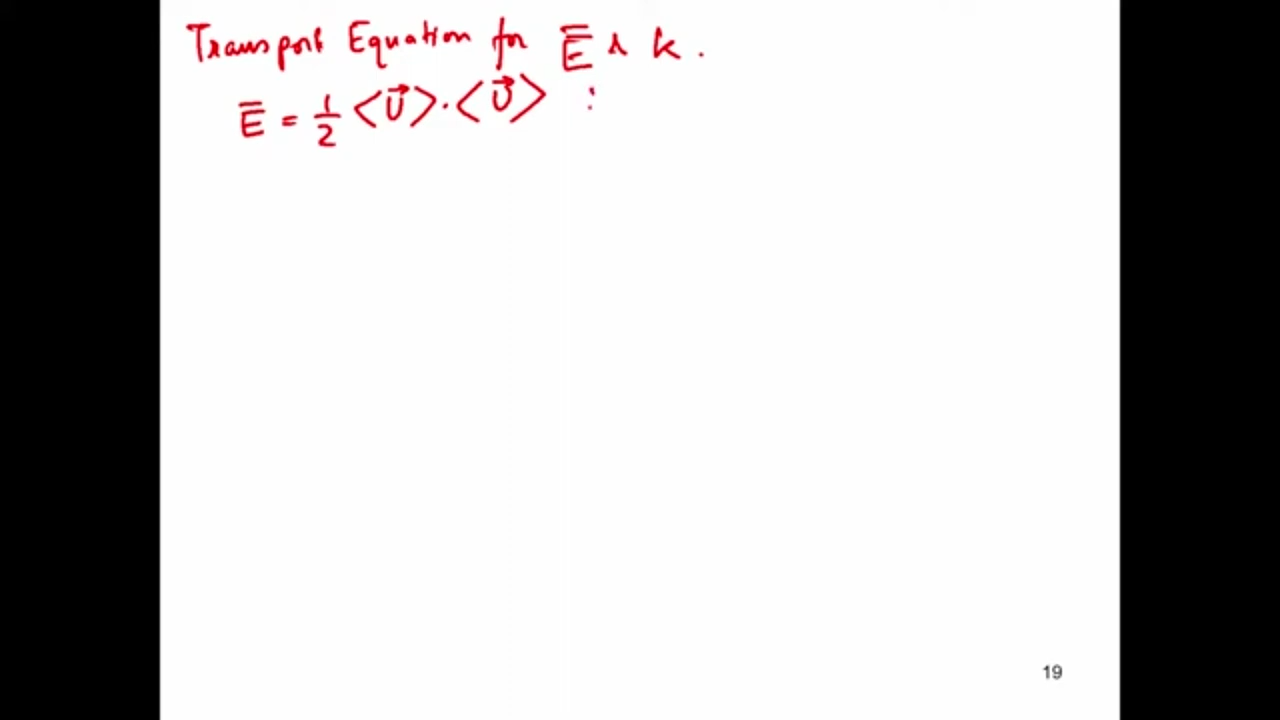 Transport Equation for E̅ & k .
E̅ = 1/2 <U⃗> . <U⃗> :
19